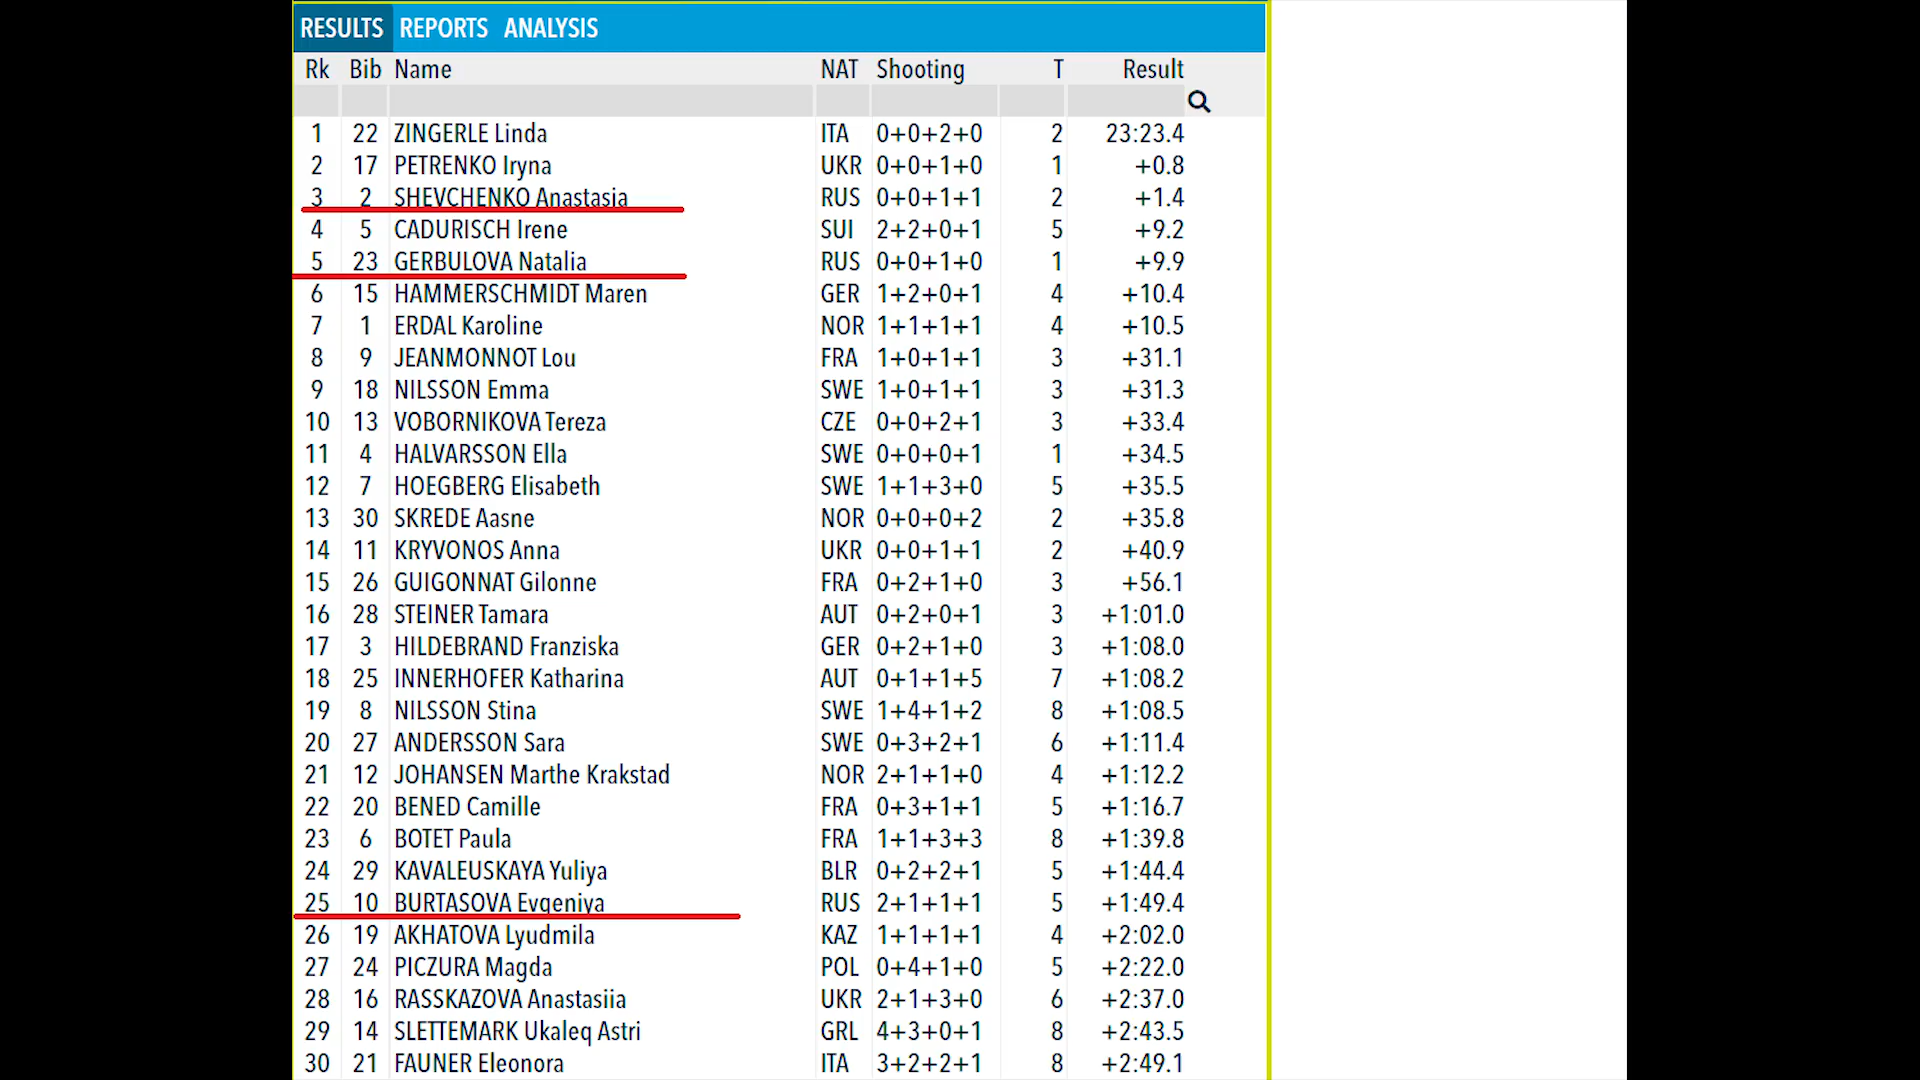 RESULTS REPORTS ANALYSIS
Rk Bib Name NAT Shooting T Result
1 22 ZINGERLE Linda ITA 0+0+2+0 2 23:23.4
2 17 PETRENKO Iryna UKR 0+0+1+0 1 +0.8
3 2 SHEVCHENKO Anastasia RUS 0+0+1+1 2 +1.4
4 5 CADURISCH Irene SUI 2+2+0+1 5 +9.2
5 23 GERBULOVA Natalia RUS 0+0+1+0 1 +9.9
6 15 HAMMERSCHMIDT Maren GER 1+2+0+1 4 +10.4
7 1 ERDAL Karoline NOR 1+1+1+1 4 +10.5
8 9 JEANMONNOT Lou FRA 1+0+1+1 3 +31.1
9 18 NILSSON Emma SWE 1+0+1+1 3 +31.3
10 13 VOBORNIKOVA Tereza CZE 0+0+2+1 3 +33.4
11 4 HALVARSSON Ella SWE 0+0+0+1 1 +34.5
12 7 HOEGBERG Elisabeth SWE 1+1+3+0 5 +35.5
13 30 SKREDE Aasne NOR 0+0+0+2 2 +35.8
14 11 KRYVONOS Anna UKR 0+0+1+1 2 +40.9
15 26 GUIGONNAT Gilonne FRA 0+2+1+0 3 +56.1
16 28 STEINER Tamara AUT 0+2+0+1 3 +1:01.0
17 3 HILDEBRAND Franziska GER 0+2+1+0 3 +1:08.0
18 25 INNERHOFER Katharina AUT 0+1+1+5 7 +1:08.2
19 8 NILSSON Stina SWE 1+4+1+2 8 +1:08.5
20 27 ANDERSSON Sara SWE 0+3+2+1 6 +1:11.4
21 12 JOHANSEN Marthe Krakstad NOR 2+1+1+0 4 +1:12.2
22 20 BENED Camille FRA 0+3+1+1 5 +1:16.7
23 6 BOTET Paula FRA 1+1+3+3 8 +1:39.8
24 29 KAVALEUSKAYA Yuliya BLR 0+2+2+1 5 +1:44.4
25 10 BURTASOVA Evgeniya RUS 2+1+1+1 5 +1:49.4
26 19 AKHATOVA Lyudmila KAZ 1+1+1+1 4 +2:02.0
27 24 PICZURA Magda POL 0+4+1+0 5 +2:22.0
28 16 RASSKAZOVA Anastasiia UKR 2+1+3+0 6 +2:37.0
29 14 SLETTEMARK Ukaleq Astri GRL 4+3+0+1 8 +2:43.5
30 21 FAUNER Eleonora ITA 3+2+2+1 8 +2:49.1